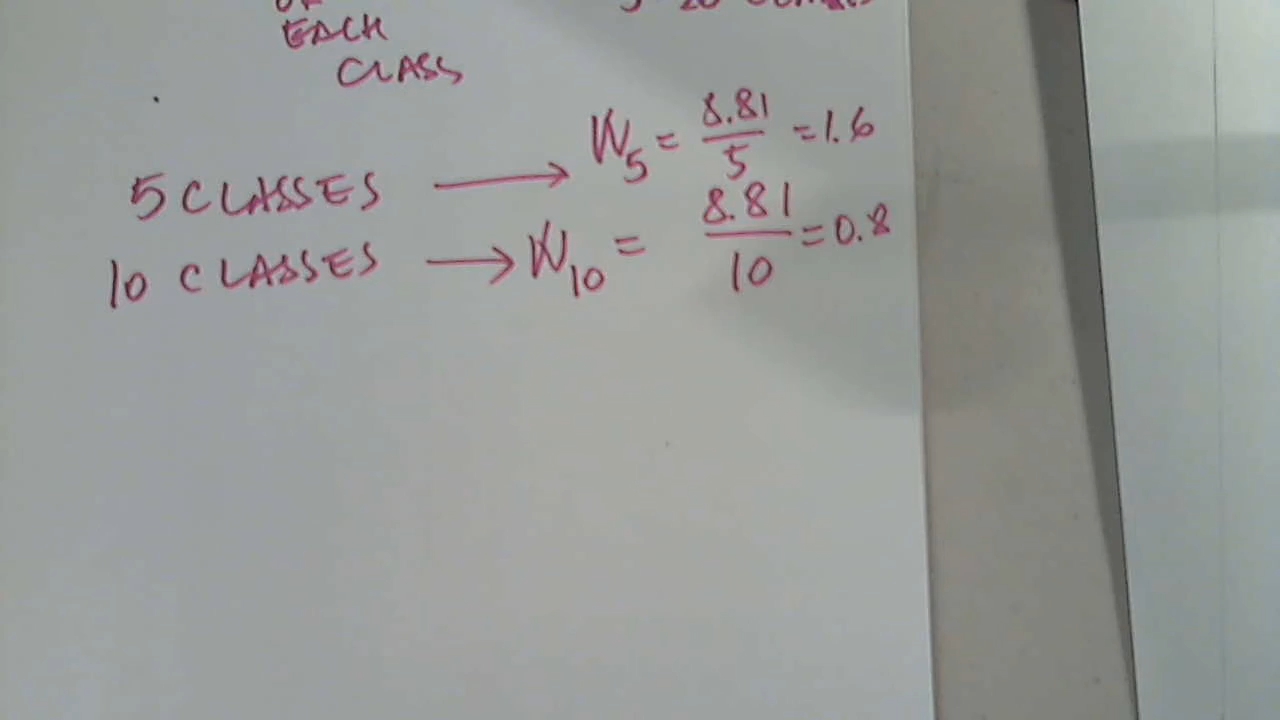 EACH
CLASS
5 CLASSES → W₅ = 8.81/5 = 1.6
10 CLASSES → W₁₀ = 8.81/10 = 0.8